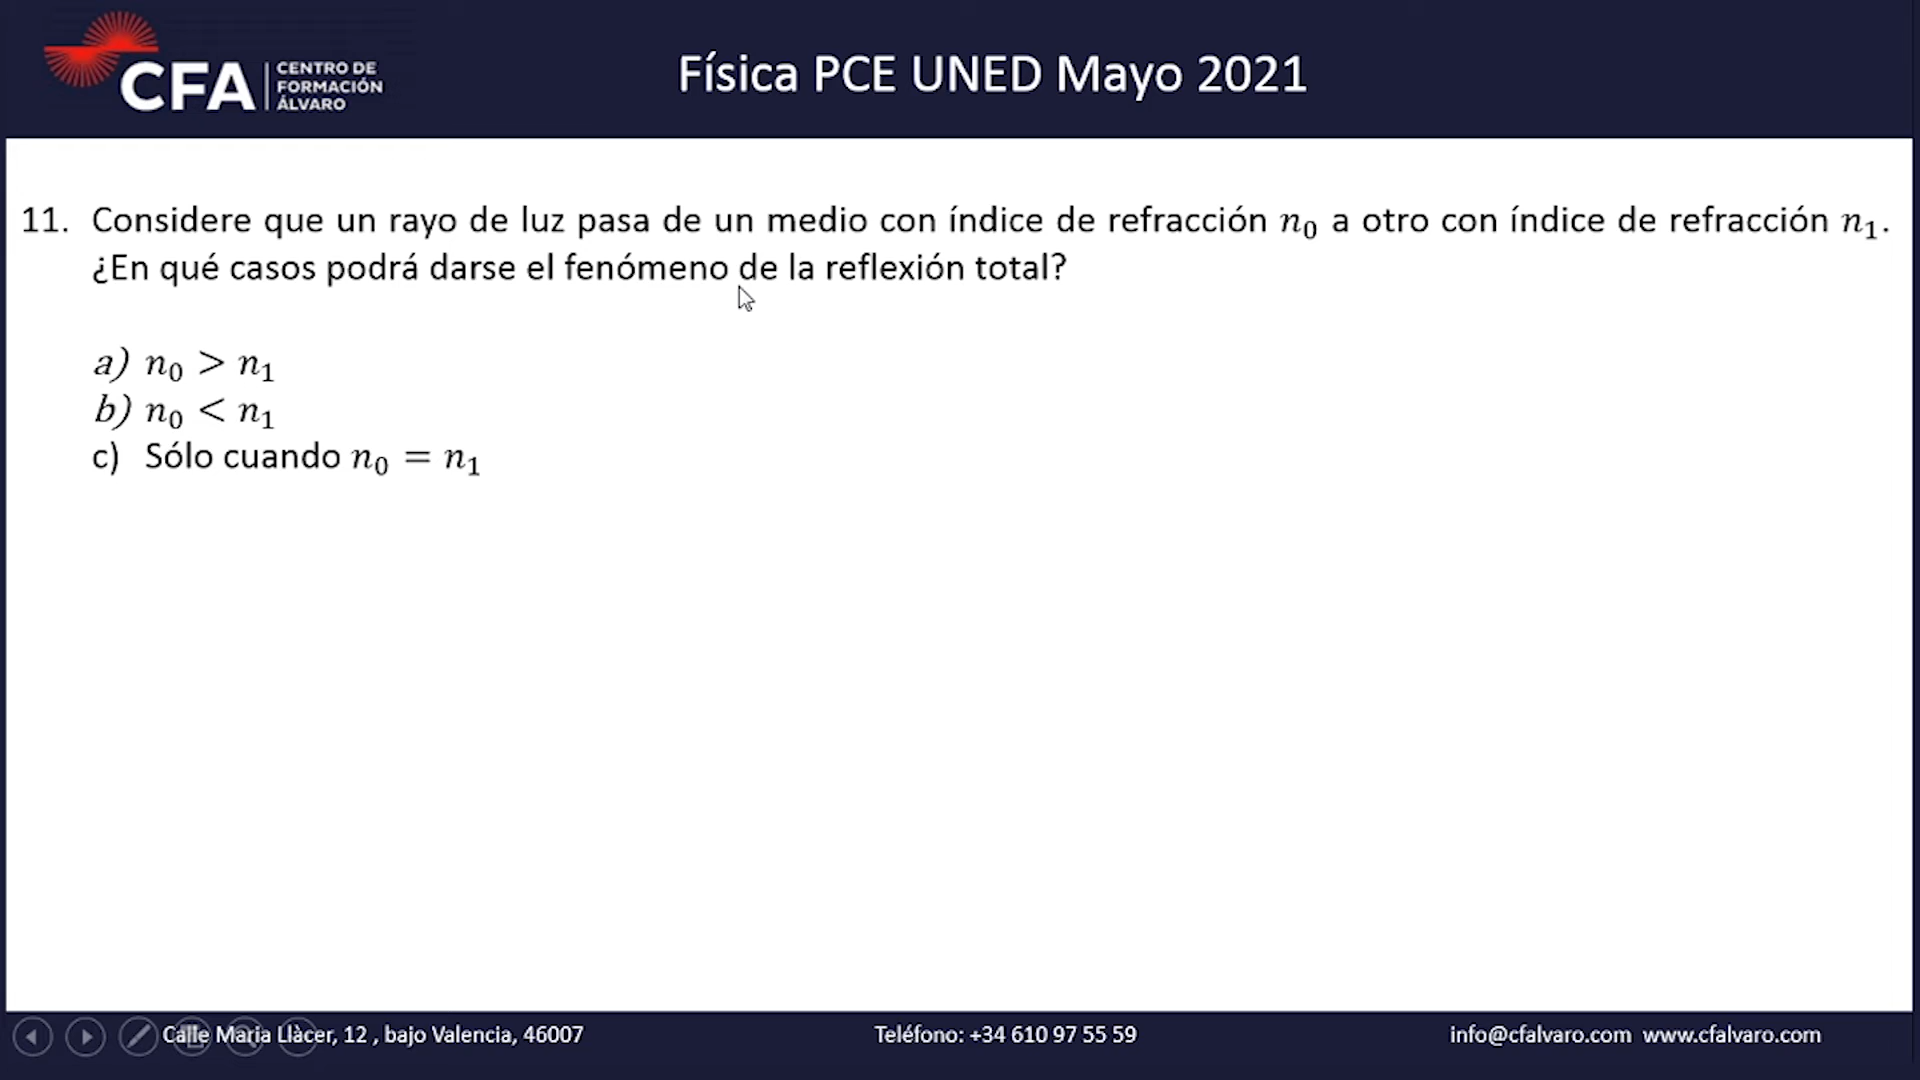 CFA
CENTRO DE
FORMACIÓN
ÁLVARO
Física PCE UNED Mayo 2021
11. Considere que un rayo de luz pasa de un medio con índice de refracción n₀ a otro con índice de refracción n₁.
¿En qué casos podrá darse el fenómeno de la reflexión total?
a) n₀ > n₁
b) n₀ < n₁
c) Sólo cuando n₀ = n₁
Calle Maria Llàcer, 12 , bajo Valencia, 46007
Teléfono: +34 610 97 55 59
info@cfalvaro.com www.cfalvaro.com